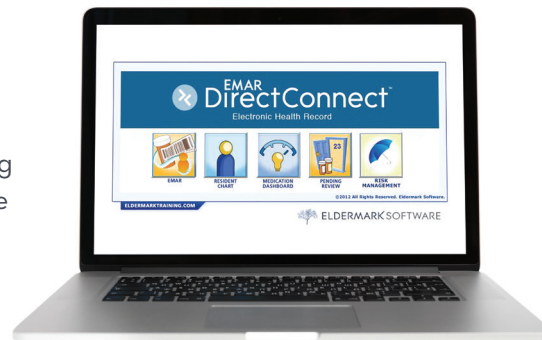 g
e
EMAR
DirectConnect™
Electronic Health Record
23
EMAR
RESIDENT
CHART
MEDICATION
DASHBOARD
PENDING
REVIEW
RISK
MANAGEMENT
©2012 All Rights Reserved. Eldermark Software.
ELDERMARKTRAINING.COM
ELDERMARK SOFTWARE